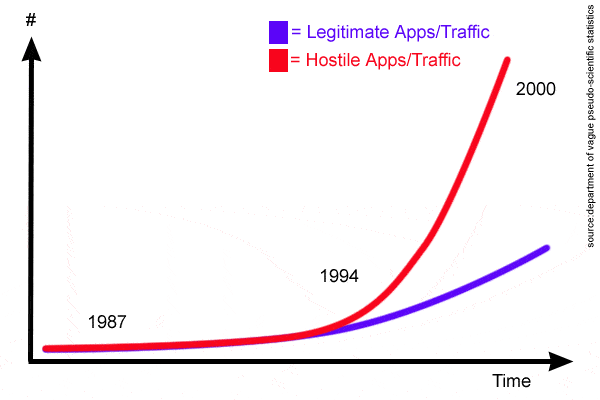 #
= Legitimate Apps/Traffic
= Hostile Apps/Traffic
2000
1994
1987
Time
source:department of vague pseudo-scientific statistics